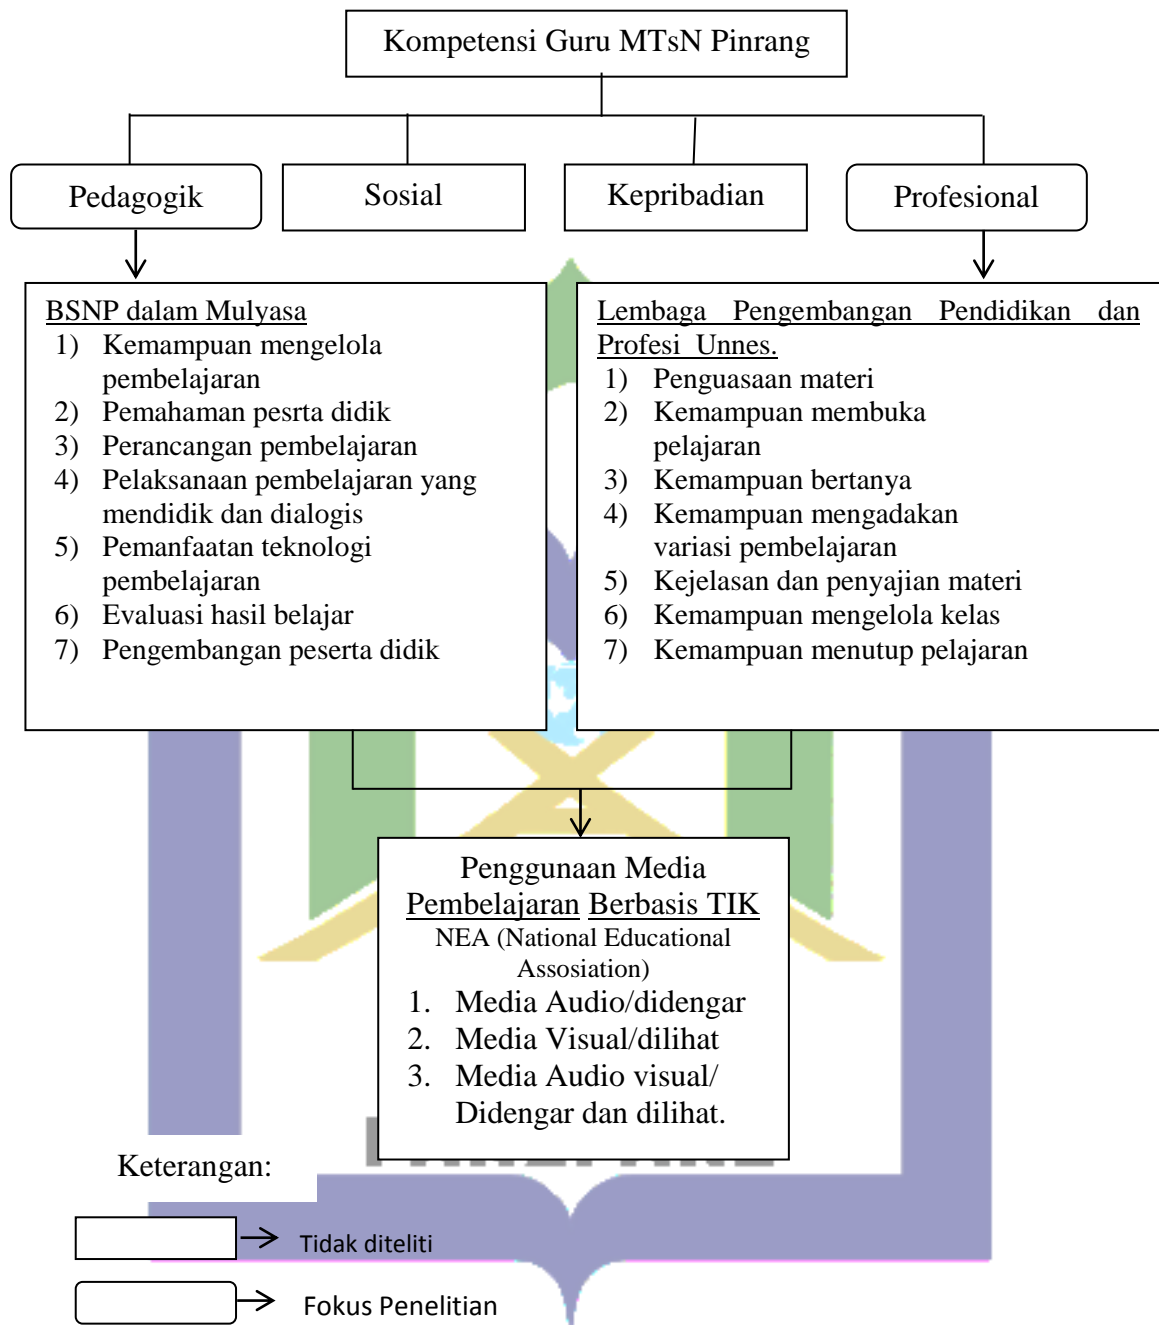 Kompetensi Guru MTsN Pinrang
Pedagogik
Sosial
Kepribadian
Profesional
BSNP dalam Mulyasa
1) Kemampuan mengelola
pembelajaran
2) Pemahaman pesrta didik
3) Perancangan pembelajaran
4) Pelaksanaan pembelajaran yang
mendidik dan dialogis
5) Pemanfaatan teknologi
pembelajaran
6) Evaluasi hasil belajar
7) Pengembangan peserta didik
Lembaga Pengembangan Pendidikan dan
Profesi Unnes.
1) Penguasaan materi
2) Kemampuan membuka
pelajaran
3) Kemampuan bertanya
4) Kemampuan mengadakan
variasi pembelajaran
5) Kejelasan dan penyajian materi
6) Kemampuan mengelola kelas
7) Kemampuan menutup pelajaran
Penggunaan Media
Pembelajaran Berbasis TIK
NEA (National Educational
Assosiation)
1. Media Audio/didengar
2. Media Visual/dilihat
3. Media Audio visual/
Didengar dan dilihat.
Keterangan:
Tidak diteliti
Fokus Penelitian